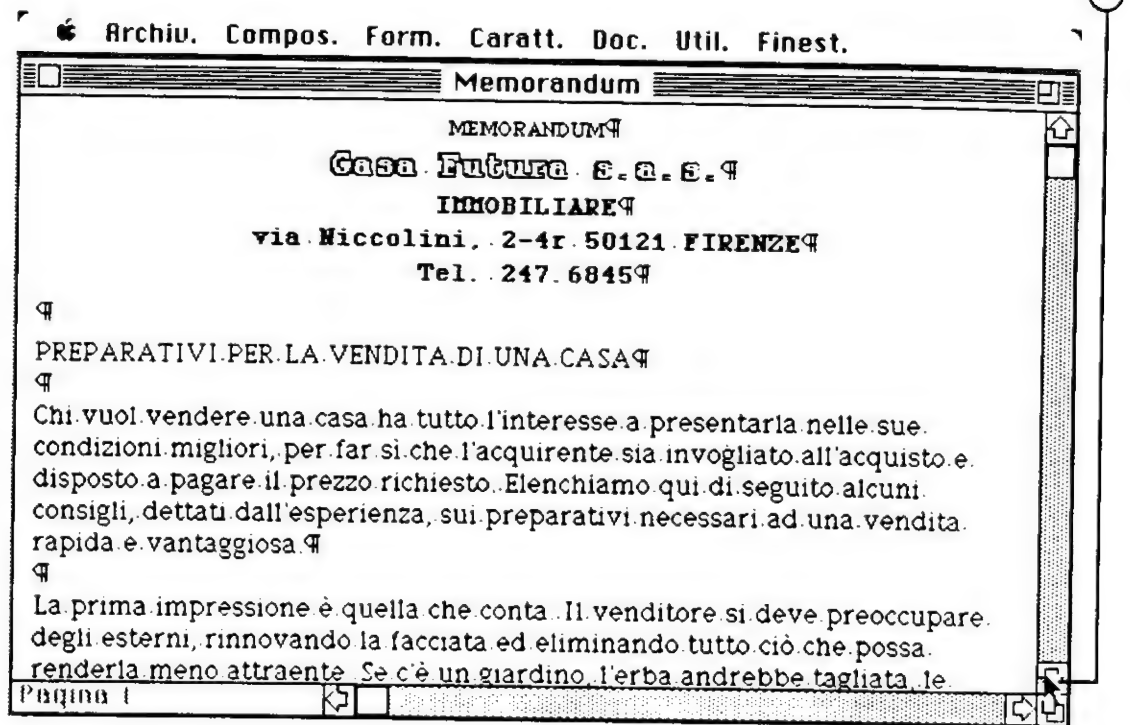 Archiv. Compos. Form. Caratt. Doc. Util. Finest.
Memorandum
MEMORANDUM¶
Casa Futura s.a.s.¶
IMMOBILIARE¶
via Niccolini, 2-4r 50121 FIRENZE¶
Tel. 247.6845¶
¶
PREPARATIVI PER LA VENDITA DI UNA CASA¶
¶
Chi vuol vendere una casa ha tutto l'interesse a presentarla nelle sue
condizioni migliori, per far sì che l'acquirente sia invogliato all'acquisto e
disposto a pagare il prezzo richiesto. Elenchiamo qui di seguito alcuni
consigli, dettati dall'esperienza, sui preparativi necessari ad una vendita
rapida e vantaggiosa.¶
¶
La prima impressione è quella che conta. Il venditore si deve preoccupare
degli esterni, rinnovando la facciata ed eliminando tutto ciò che possa
renderla meno attraente. Se c'è un giardino, l'erba andrebbe tagliata, le
Pagina 1